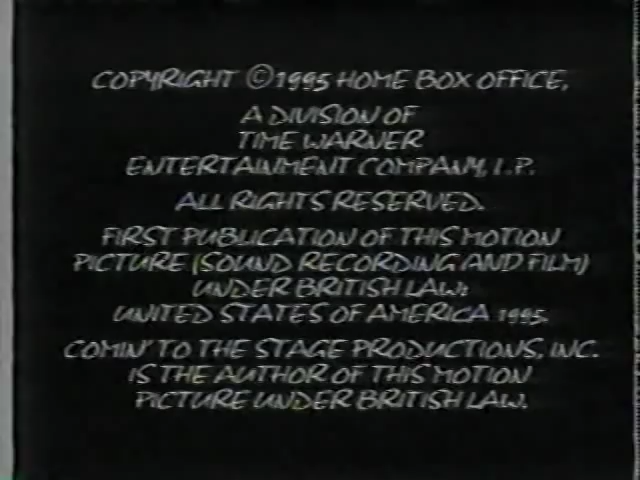 COPYRIGHT ©1995 HOME BOX OFFICE,
A DIVISION OF
TIME WARNER
ENTERTAINMENT COMPANY, L.P.
ALL RIGHTS RESERVED.
FIRST PUBLICATION OF THIS MOTION
PICTURE (SOUND RECORDING AND FILM)
UNDER BRITISH LAW:
UNITED STATES OF AMERICA 1995.
COMIN' TO THE STAGE PRODUCTIONS, INC.
IS THE AUTHOR OF THIS MOTION
PICTURE UNDER BRITISH LAW.